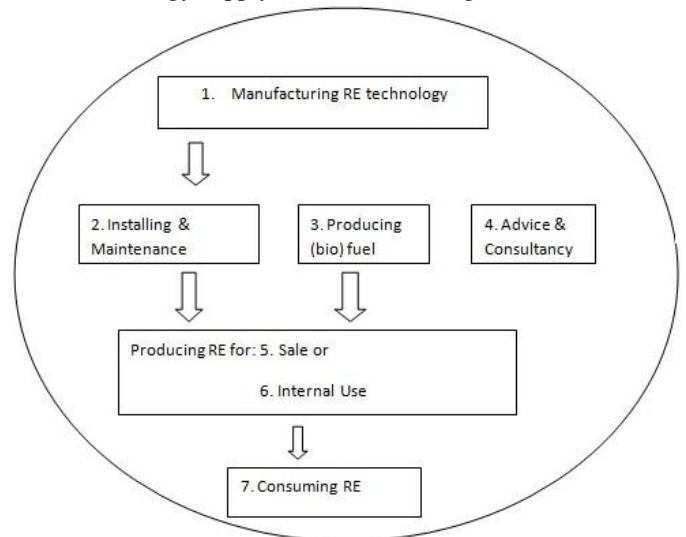 1. Manufacturing RE technology
2. Installing &
Maintenance
3. Producing
(bio) fuel
4. Advice &
Consultancy
Producing RE for: 5. Sale or
6. Internal Use
7. Consuming RE